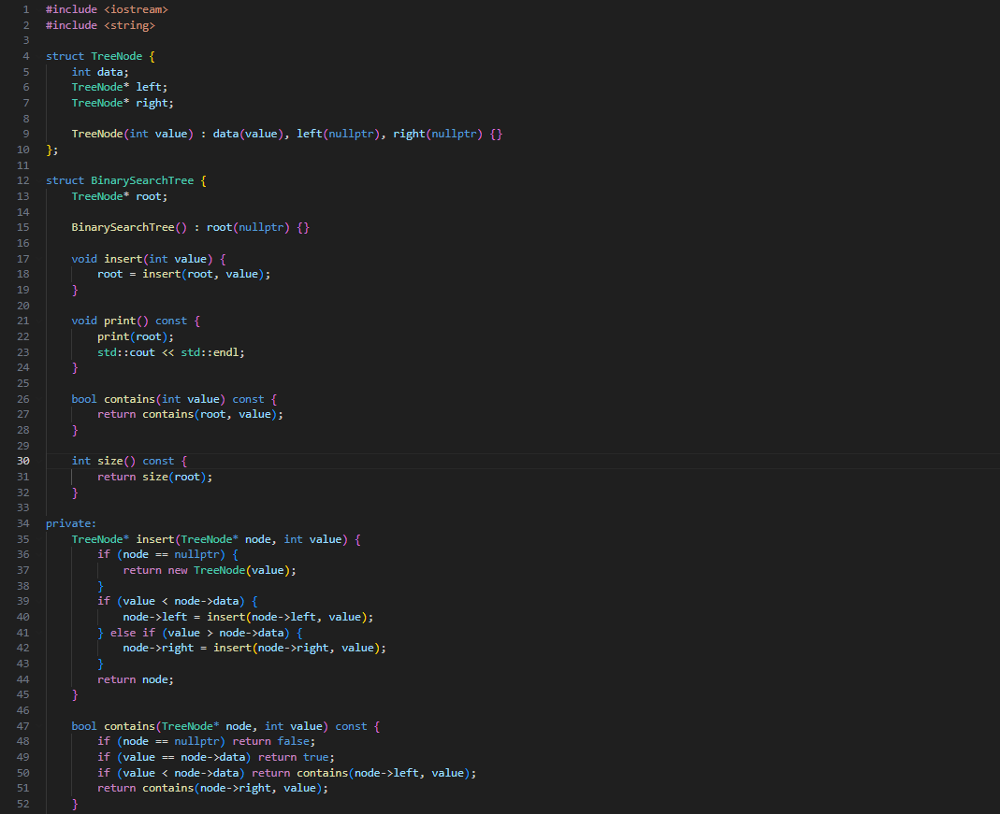 1 #include <iostream>
2 #include <string>
3
4 struct TreeNode {
5     int data;
6     TreeNode* left;
7     TreeNode* right;
8
9     TreeNode(int value) : data(value), left(nullptr), right(nullptr) {}
10 };
11
12 struct BinarySearchTree {
13     TreeNode* root;
14
15     BinarySearchTree() : root(nullptr) {}
16
17     void insert(int value) {
18         root = insert(root, value);
19     }
20
21     void print() const {
22         print(root);
23         std::cout << std::endl;
24     }
25
26     bool contains(int value) const {
27         return contains(root, value);
28     }
29
30     int size() const {
31         return size(root);
32     }
33
34 private:
35     TreeNode* insert(TreeNode* node, int value) {
36         if (node == nullptr) {
37             return new TreeNode(value);
38         }
39         if (value < node->data) {
40             node->left = insert(node->left, value);
41         } else if (value > node->data) {
42             node->right = insert(node->right, value);
43         }
44         return node;
45     }
46
47     bool contains(TreeNode* node, int value) const {
48         if (node == nullptr) return false;
49         if (value == node->data) return true;
50         if (value < node->data) return contains(node->left, value);
51         return contains(node->right, value);
52     }